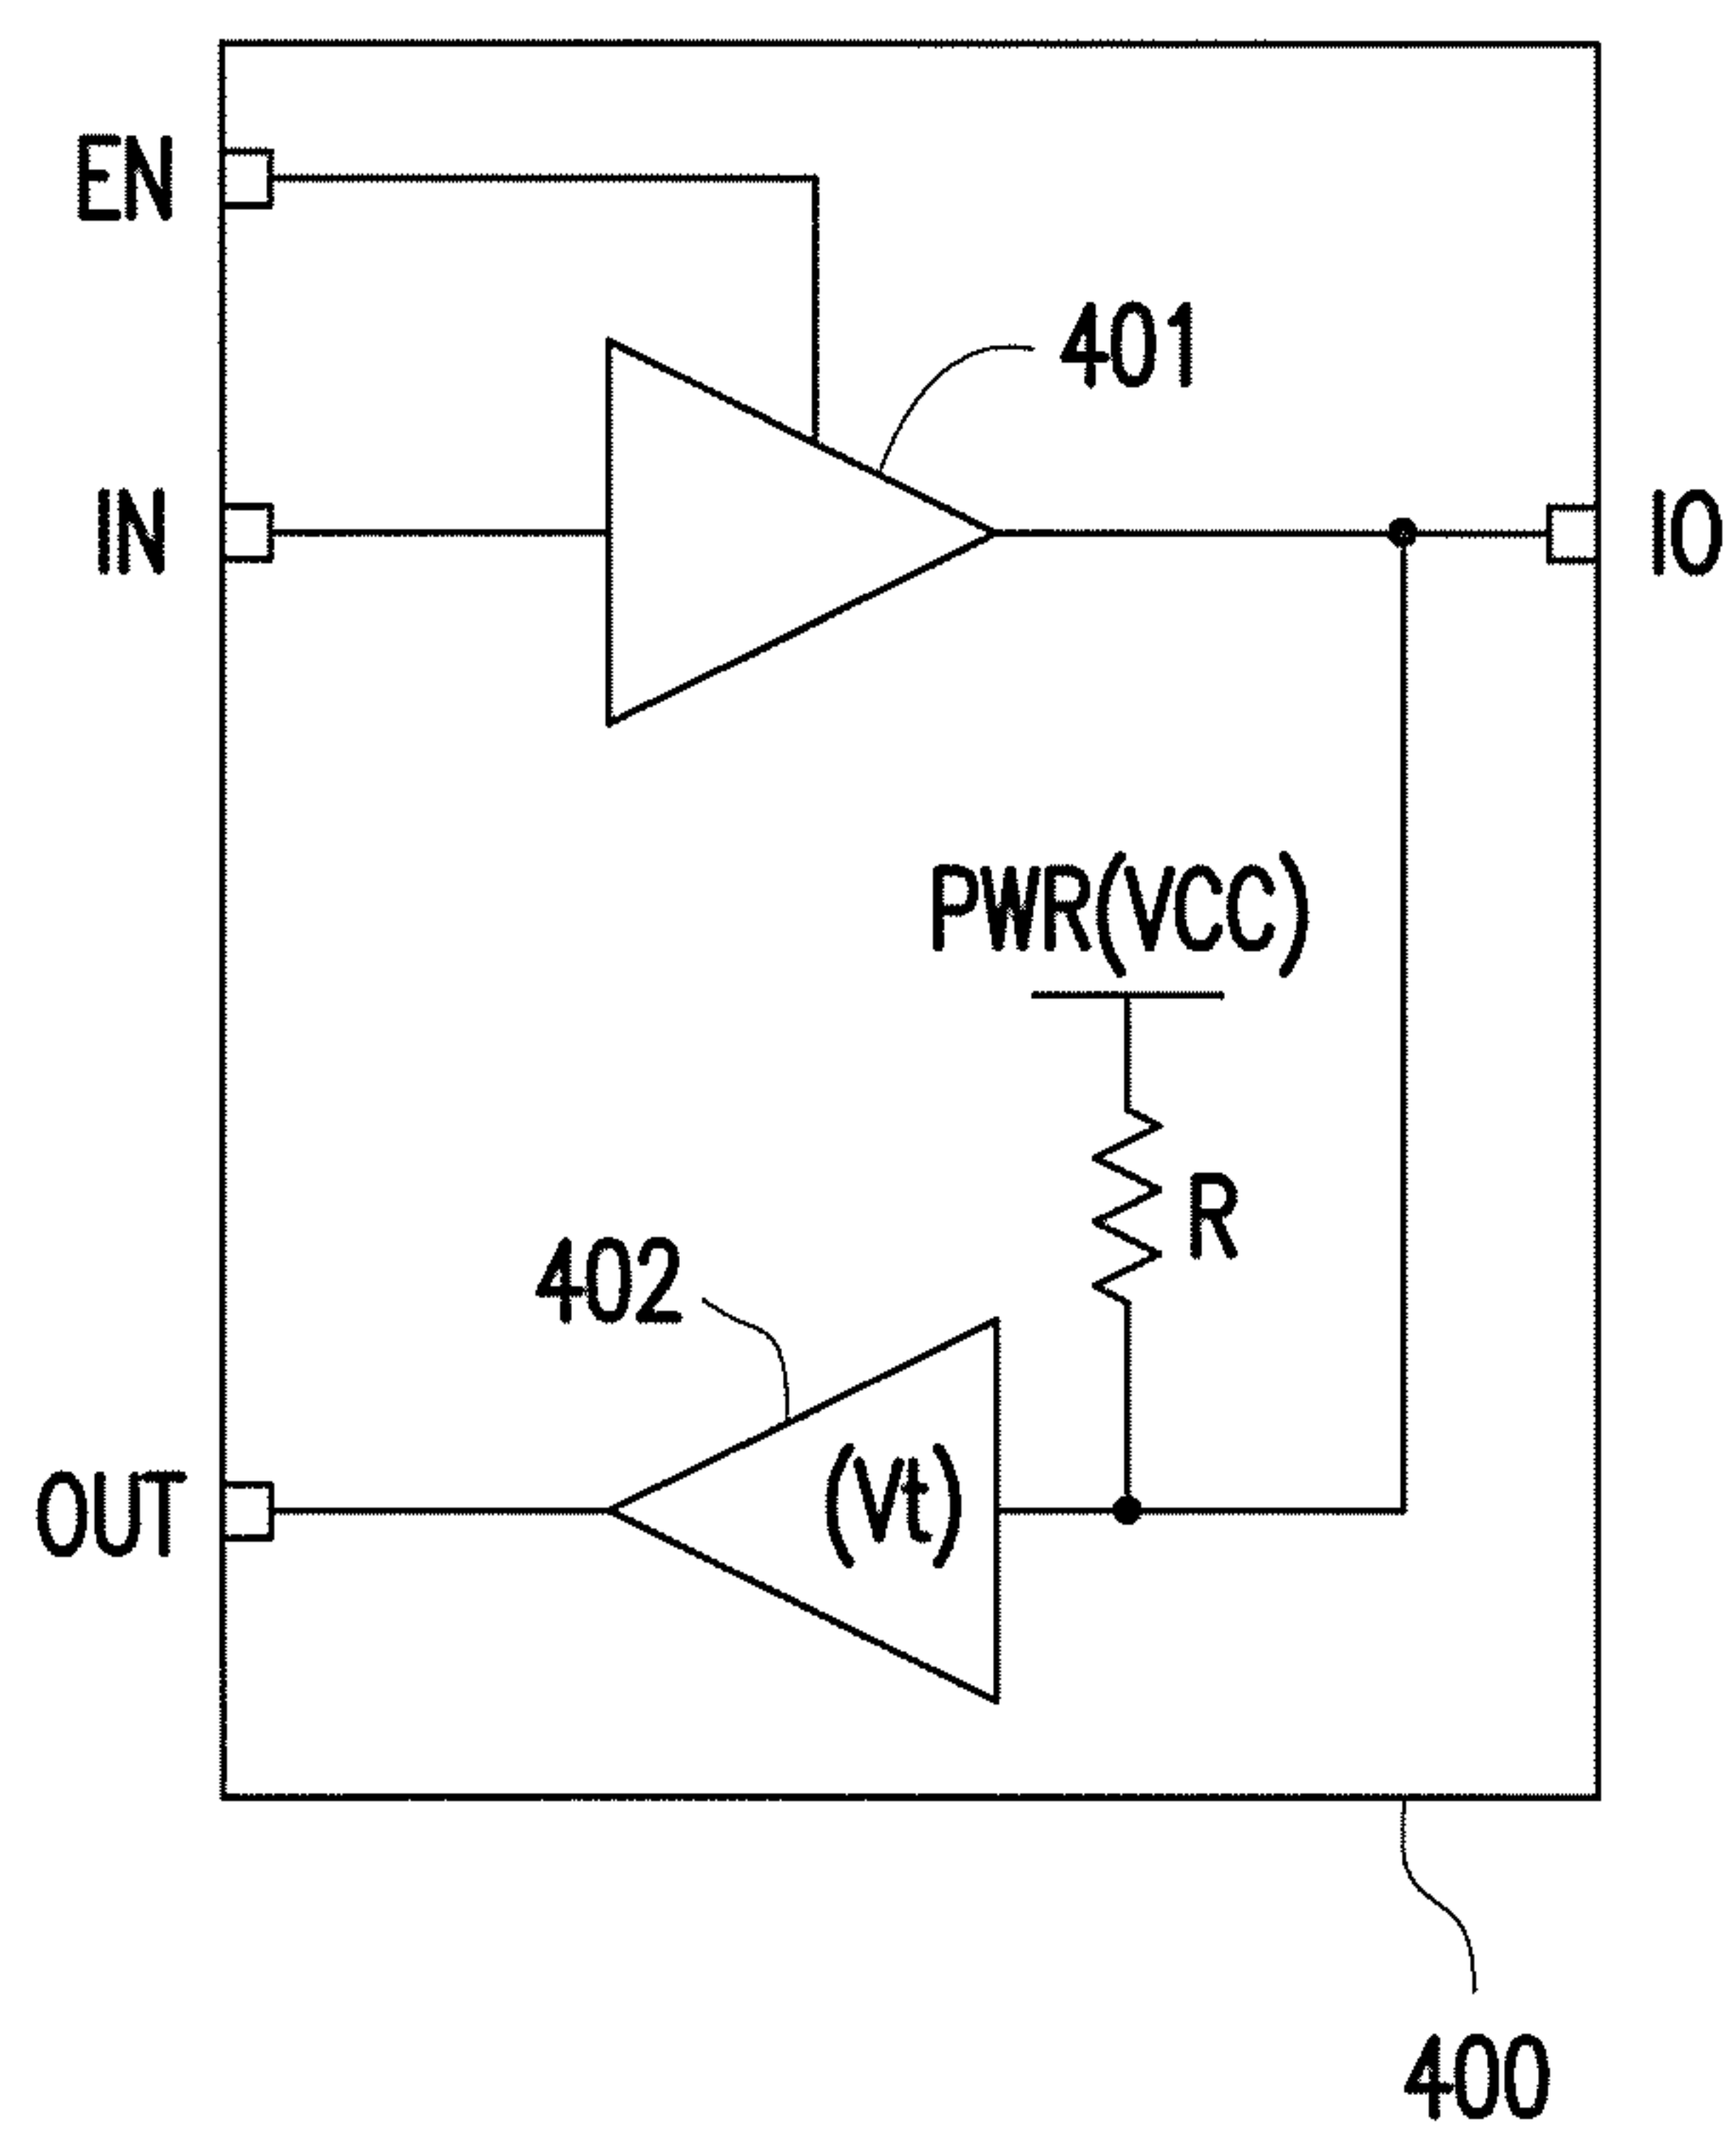 EN
401
IN
IO
PWR(VCC)
R
402
(Vt)
OUT
400